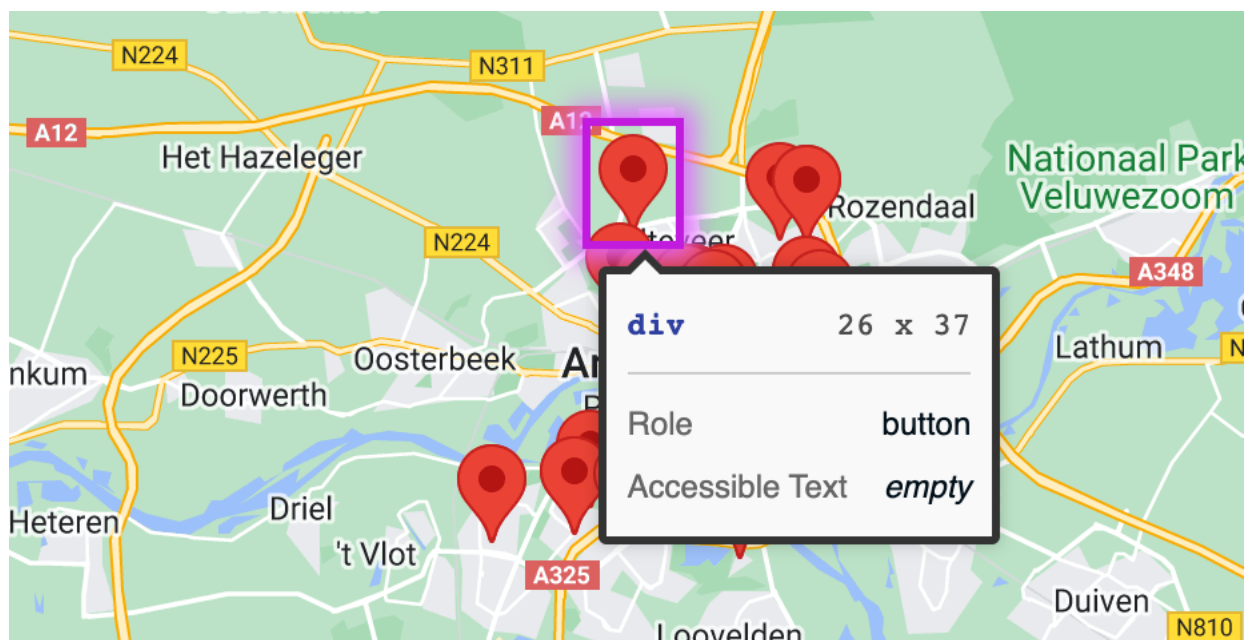 N224
N311
A12
A12
Het Hazeleger
Nationaal Park
Veluwezoom
Rozendaal
N224
A348
div 26 x 37
N225
Oosterbeek
Lathum
Doorwerth
Role button
Accessible Text empty
Driel
Heteren
't Vlot
A325
Duiven
Loovelden
N810